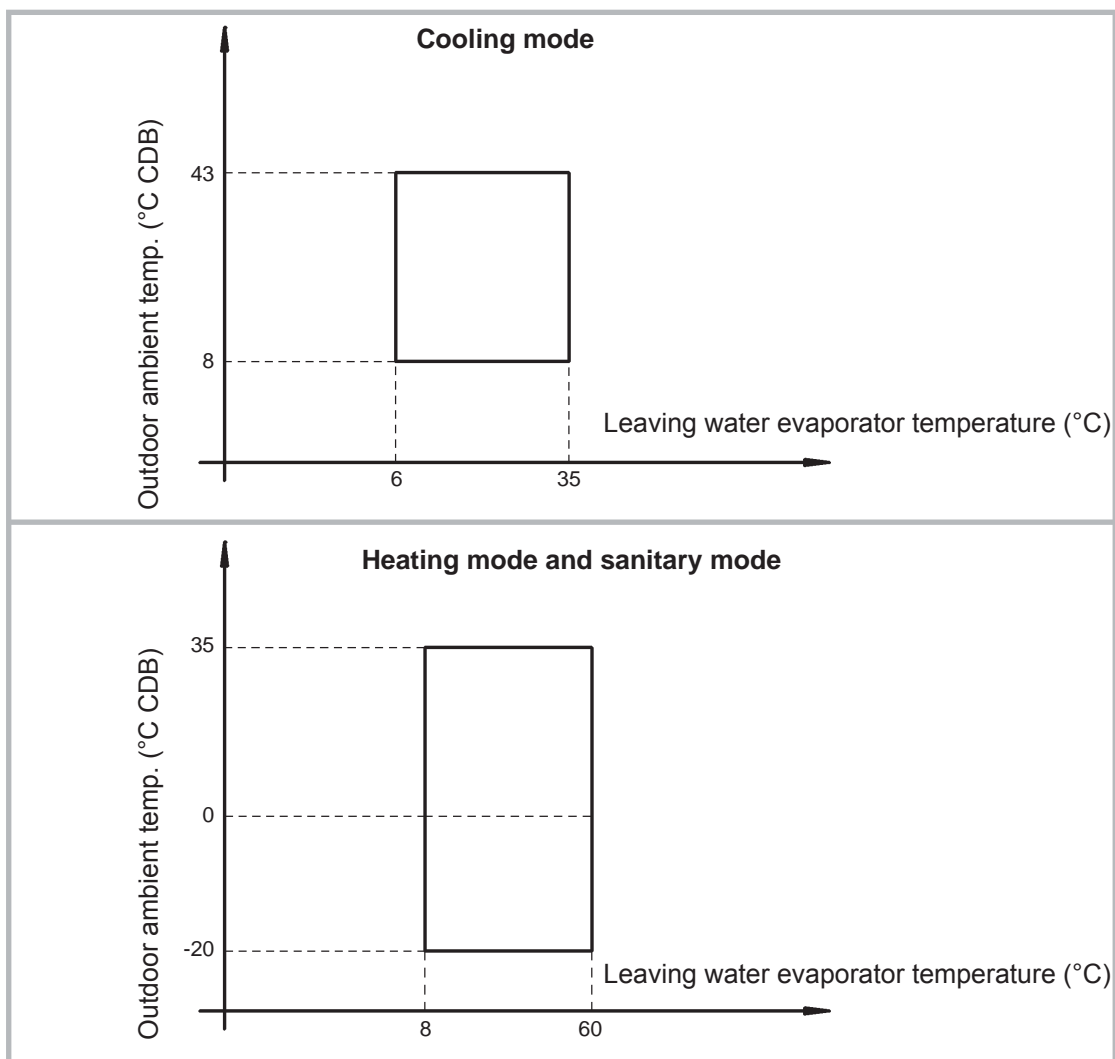 Cooling mode
Outdoor ambient temp. (°C CDB)
43
8
Leaving water evaporator temperature (°C)
6
35
Heating mode and sanitary mode
Outdoor ambient temp. (°C CDB)
35
0
-20
Leaving water evaporator temperature (°C)
8
60